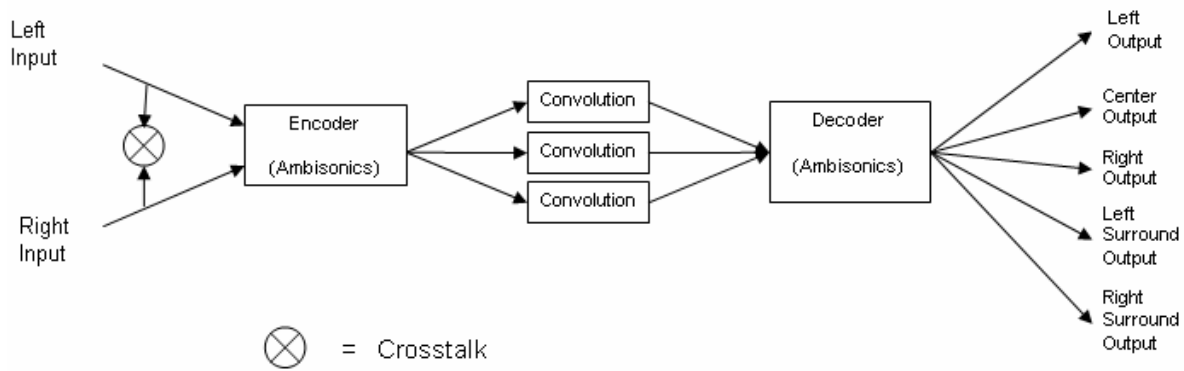 Left
Input
Right
Input
Encoder
(Ambisonics)
Convolution
Convolution
Convolution
Decoder
(Ambisonics)
Left
Output
Center
Output
Right
Output
Left
Surround
Output
Right
Surround
Output
= Crosstalk